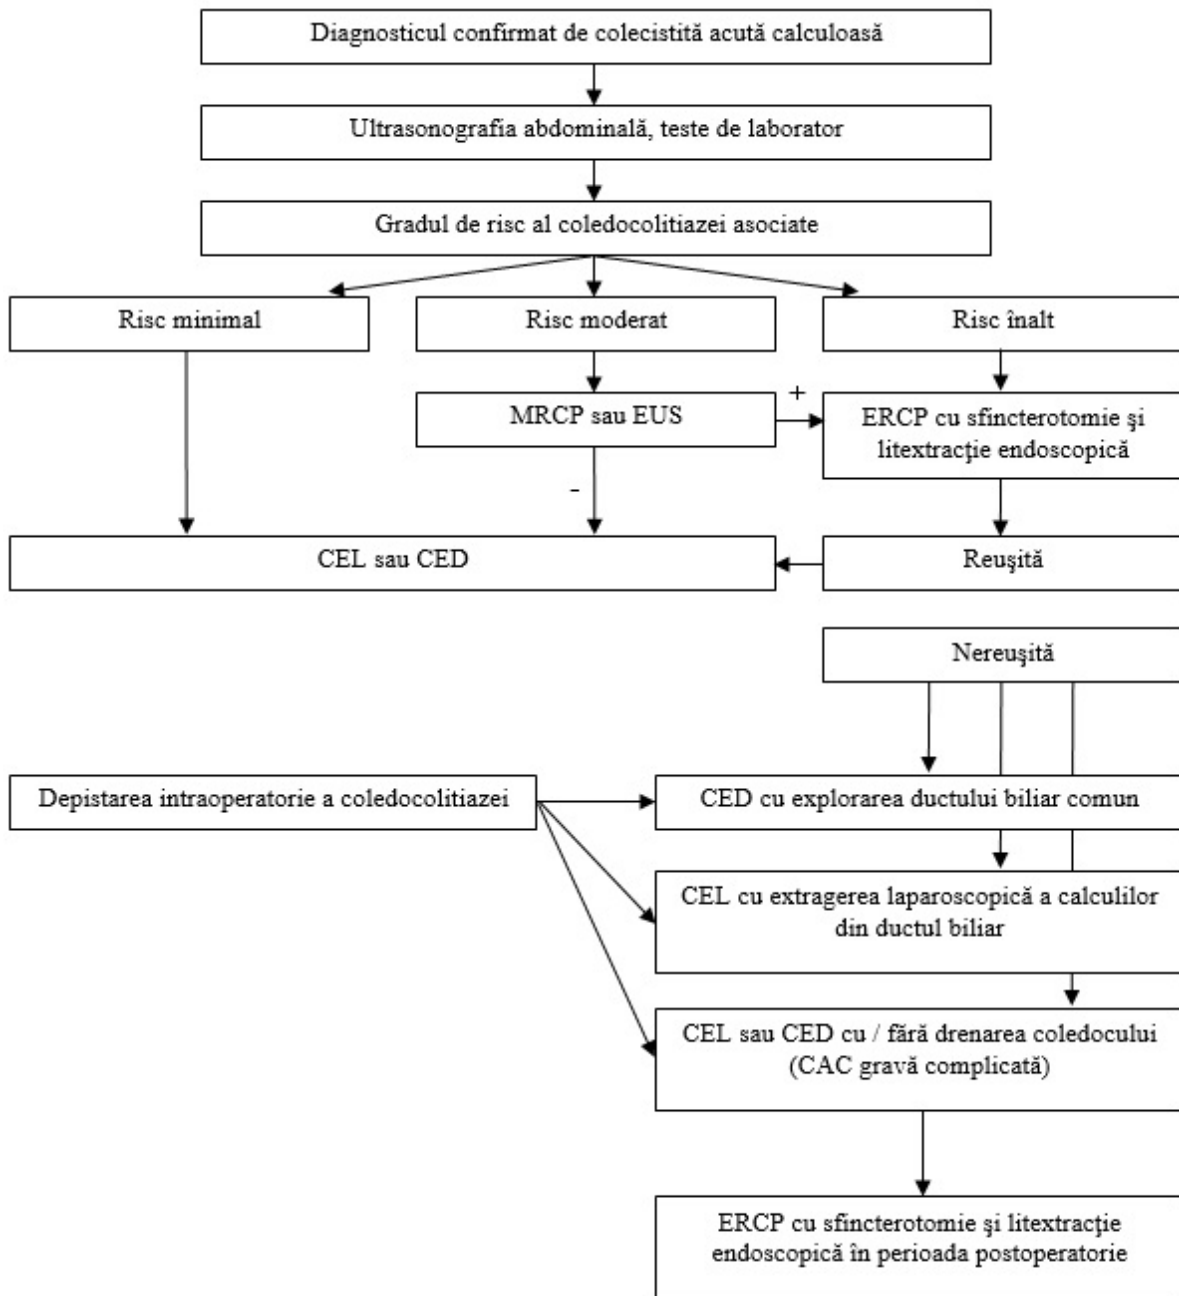 Diagnosticul confirmat de colecistită acută calculoasă
Ultrasonografia abdominală, teste de laborator
Gradul de risc al coledocolitiazei asociate
Risc minimal
Risc moderat
Risc înalt
MRCP sau EUS
+
ERCP cu sfincterotomie şi
litextracţie endoscopică
-
CEL sau CED
Reuşită
Nereuşită
Depistarea intraoperatorie a coledocolitiazei
CED cu explorarea ductului biliar comun
CEL cu extragerea laparoscopică a calculilor
din ductul biliar
CEL sau CED cu / fără drenarea coledocului
(CAC gravă complicată)
ERCP cu sfincterotomie şi litextracţie
endoscopică în perioada postoperatorie